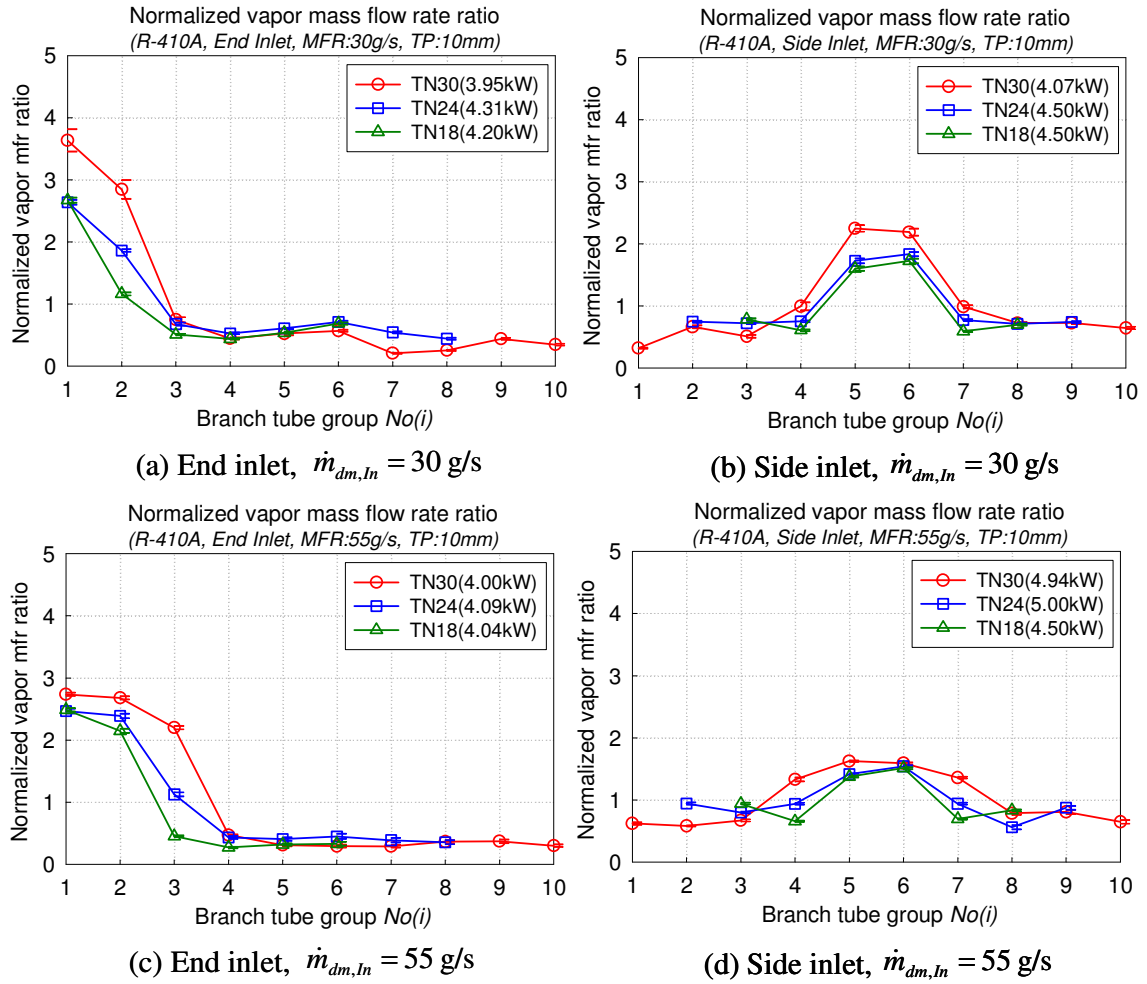 Normalized vapor mass flow rate ratio
(R-410A, End Inlet, MFR:30g/s, TP:10mm)
Normalized vapor mfr ratio
5
4
3
2
1
0
TN30(3.95kW)
TN24(4.31kW)
TN18(4.20kW)
1 2 3 4 5 6 7 8 9 10
Branch tube group No(i)
(a) End inlet, ṁ_{dm,In} = 30 g/s
Normalized vapor mass flow rate ratio
(R-410A, Side Inlet, MFR:30g/s, TP:10mm)
Normalized vapor mfr ratio
5
4
3
2
1
0
TN30(4.07kW)
TN24(4.50kW)
TN18(4.50kW)
1 2 3 4 5 6 7 8 9 10
Branch tube group No(i)
(b) Side inlet, ṁ_{dm,In} = 30 g/s
Normalized vapor mass flow rate ratio
(R-410A, End Inlet, MFR:55g/s, TP:10mm)
Normalized vapor mfr ratio
5
4
3
2
1
0
TN30(4.00kW)
TN24(4.09kW)
TN18(4.04kW)
1 2 3 4 5 6 7 8 9 10
Branch tube group No(i)
(c) End inlet, ṁ_{dm,In} = 55 g/s
Normalized vapor mass flow rate ratio
(R-410A, Side Inlet, MFR:55g/s, TP:10mm)
Normalized vapor mfr ratio
5
4
3
2
1
0
TN30(4.94kW)
TN24(5.00kW)
TN18(4.50kW)
1 2 3 4 5 6 7 8 9 10
Branch tube group No(i)
(d) Side inlet, ṁ_{dm,In} = 55 g/s